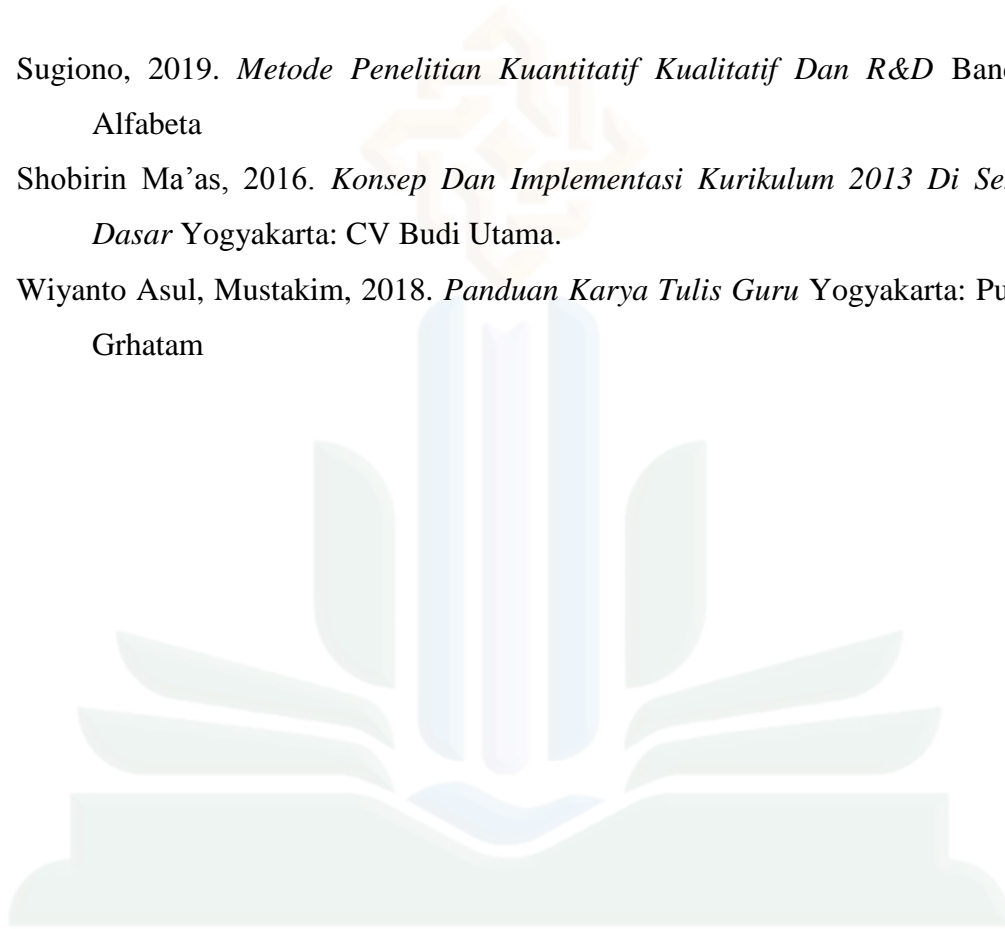 Sugiono, 2019. Metode Penelitian Kuantitatif Kualitatif Dan R&D
Alfabeta
Shobirin Ma’as, 2016. Konsep Dan Implementasi Kurikulum 2013 Di
Dasar Yogyakarta: CV Budi Utama.
Wiyanto Asul, Mustakim, 2018. Panduan Karya Tulis Guru Yogyakarta:
Grhatam